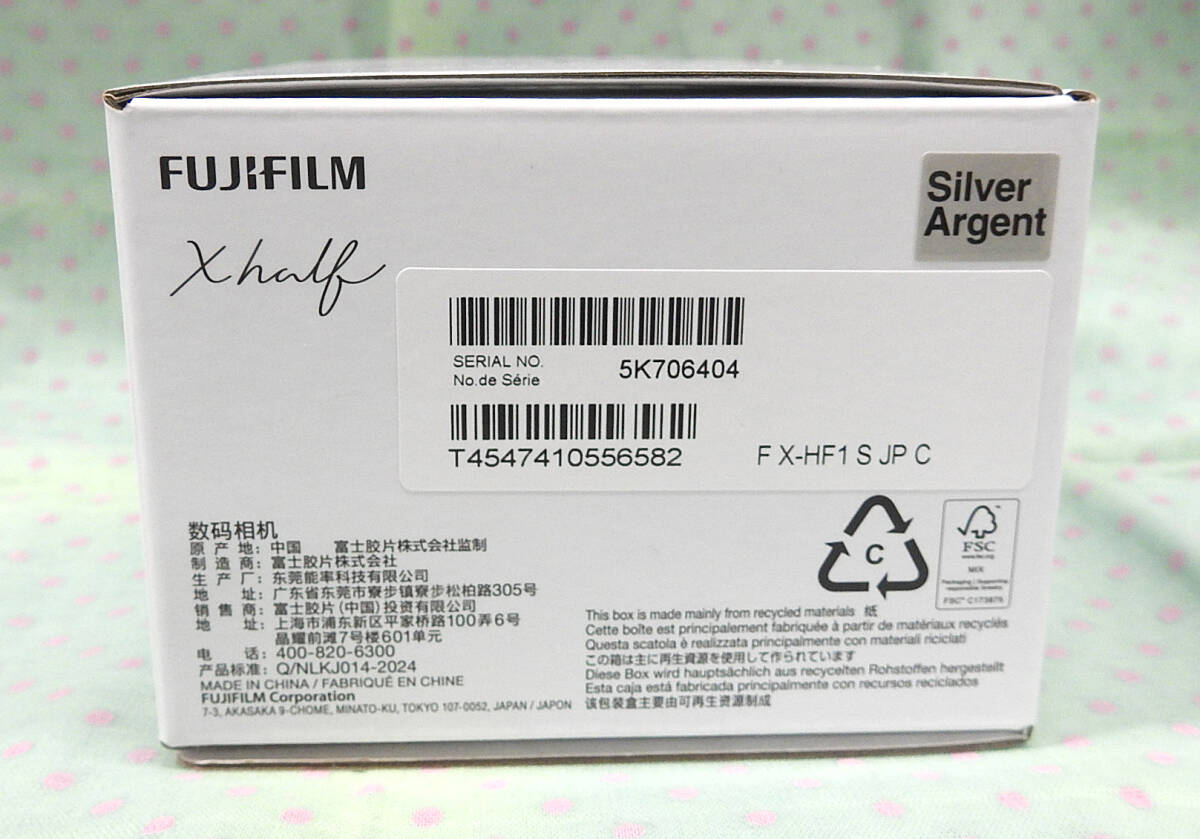 FUJIFILM
Silver
Argent
X half
SERIAL NO.
No.de Série
5K706404
T4547410556582
F X-HF1 S JP C
数码相机
原 产 地：中国 富士胶片株式会社监制
制 造 商：富士胶片株式会社
生 产 厂：东莞能率科技有限公司
地 址：广东省东莞市寮步镇寮步松柏路305号
销 售 商：富士胶片(中国)投资有限公司
地 址：上海市浦东新区平家桥路100弄6号
晶耀前滩7号楼601单元
电 话：400-820-6300
产品标准：Q/NLKJ014-2024
MADE IN CHINA / FABRIQUÉ EN CHINE
FUJIFILM Corporation
7-3, AKASAKA 9-CHOME, MINATO-KU, TOKYO 107-0052, JAPAN / JAPON
C
FSC
www.fsc.org
MIX
Packaging | Supporting
responsible forestry
FSC® C173875
This box is made mainly from recycled materials 紙
Cette boîte est principalement fabriquée à partir de matériaux recyclés
Questa scatola è realizzata principalmente con materiali riciclati
この箱は主に再生資源を使用して作られています
Diese Box wird hauptsächlich aus recycelten Rohstoffen hergestellt
Esta caja está fabricada principalmente con recursos reciclados
该包装盒主要由可再生资源制成